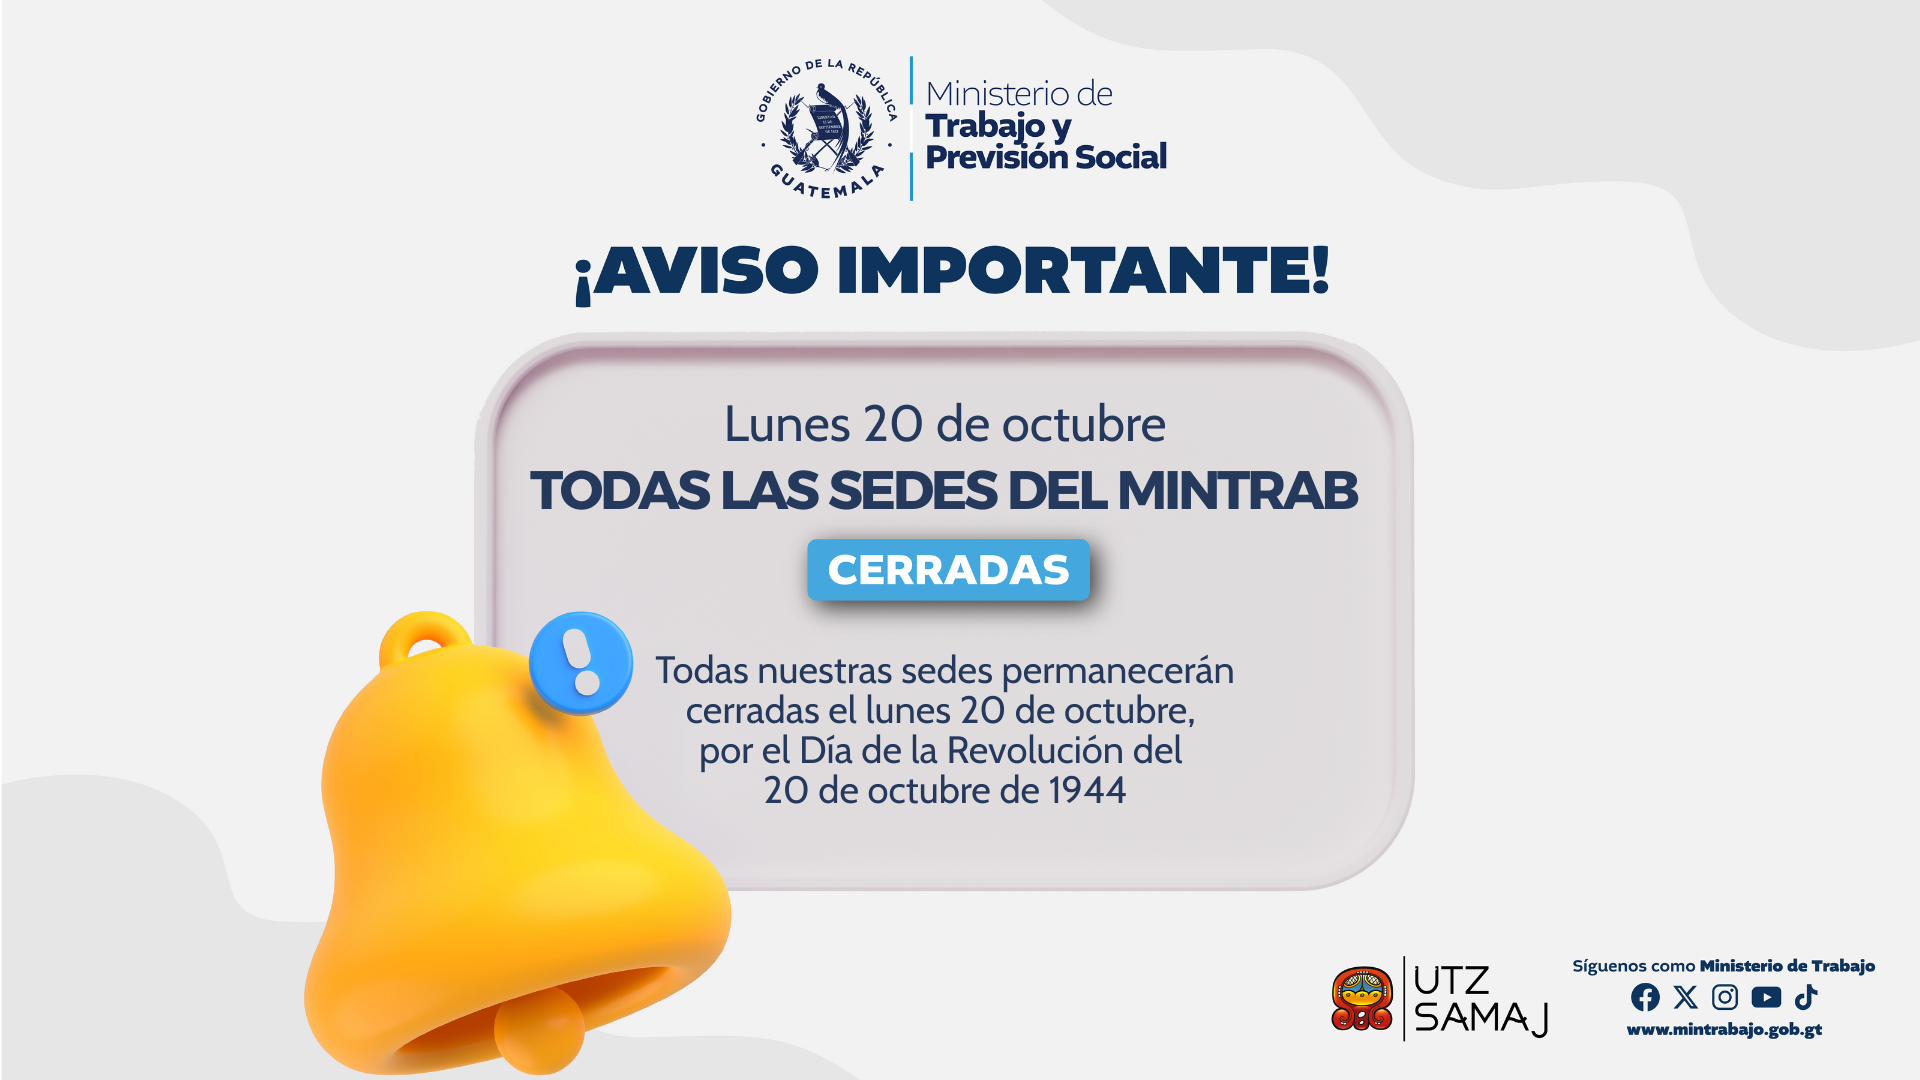 GOBIERNO DE LA REPÚBLICA
GUATEMALA
Ministerio de
Trabajo y
Previsión Social
¡AVISO IMPORTANTE!
Lunes 20 de octubre
TODAS LAS SEDES DEL MINTRAB
CERRADAS
Todas nuestras sedes permanecerán
cerradas el lunes 20 de octubre,
por el Día de la Revolución del
20 de octubre de 1944
UTZ
SAMAJ
Síguenos como Ministerio de Trabajo
www.mintrabajo.gob.gt